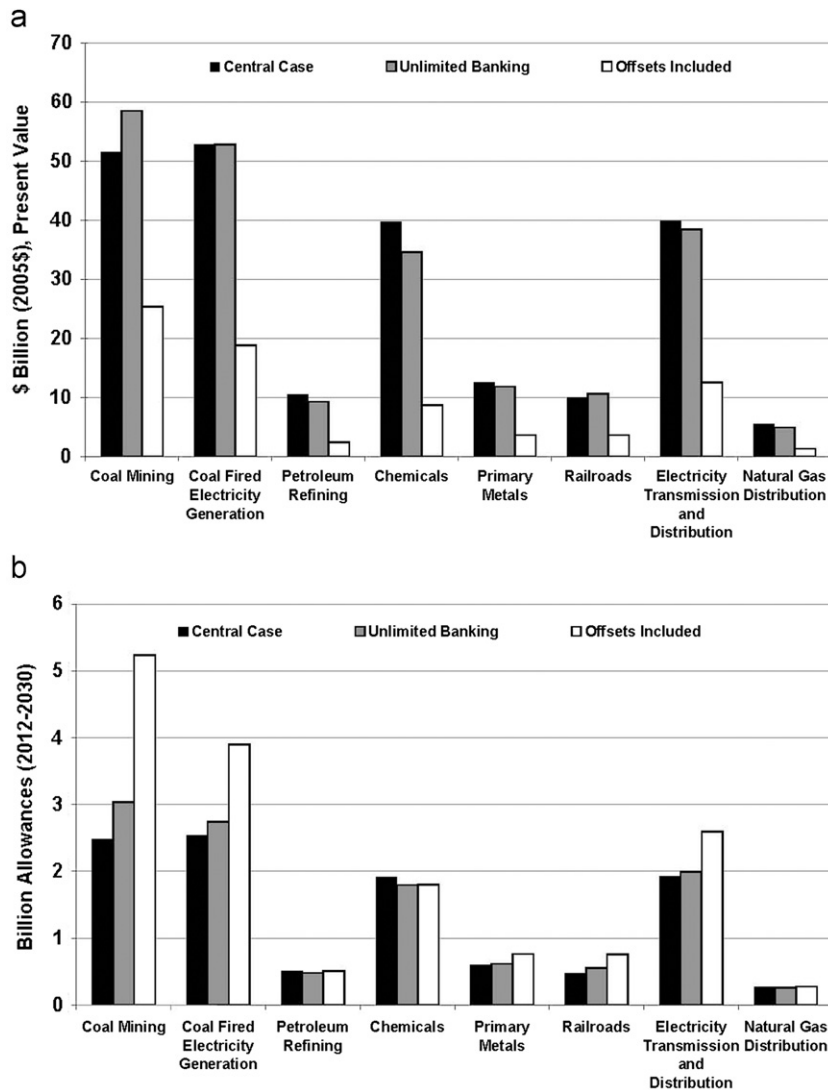 a
$ Billion (2005$), Present Value
70
60
50
40
30
20
10
0
Central Case Unlimited Banking Offsets Included
Coal Mining Coal Fired Petroleum Chemicals Primary Railroads Electricity Natural Gas
Electricity Refining Metals Transmission Distribution
Generation and
Distribution
b
Billion Allowances (2012-2030)
6
5
4
3
2
1
0
Central Case Unlimited Banking Offsets Included
Coal Mining Coal Fired Petroleum Chemicals Primary Railroads Electricity Natural Gas
Electricity Refining Metals Transmission Distribution
Generation and
Distribution